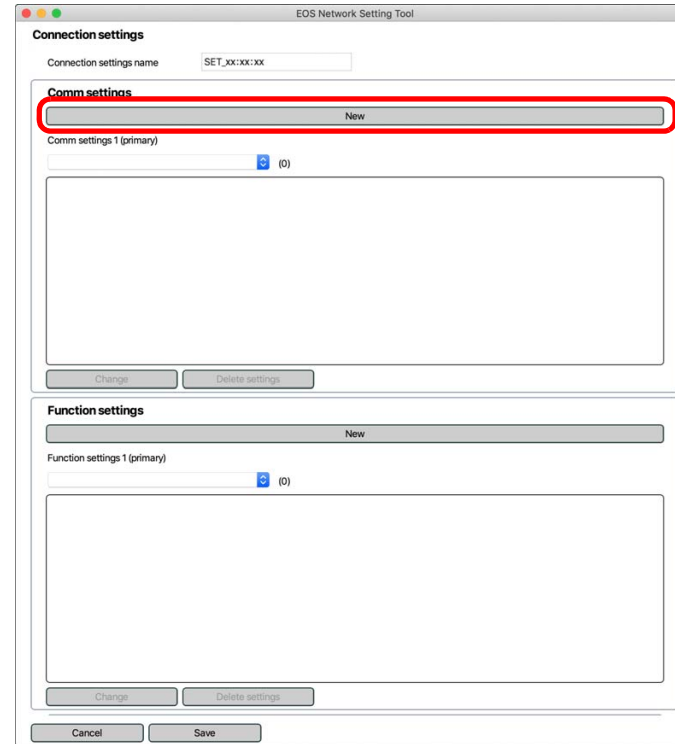 EOS Network Setting Tool
Connection settings
Connection settings name SET_xx:xx:xx
Comm settings
New
Comm settings 1 (primary)
(0)
Change Delete settings
Function settings
New
Function settings 1 (primary)
(0)
Change Delete settings
Cancel Save